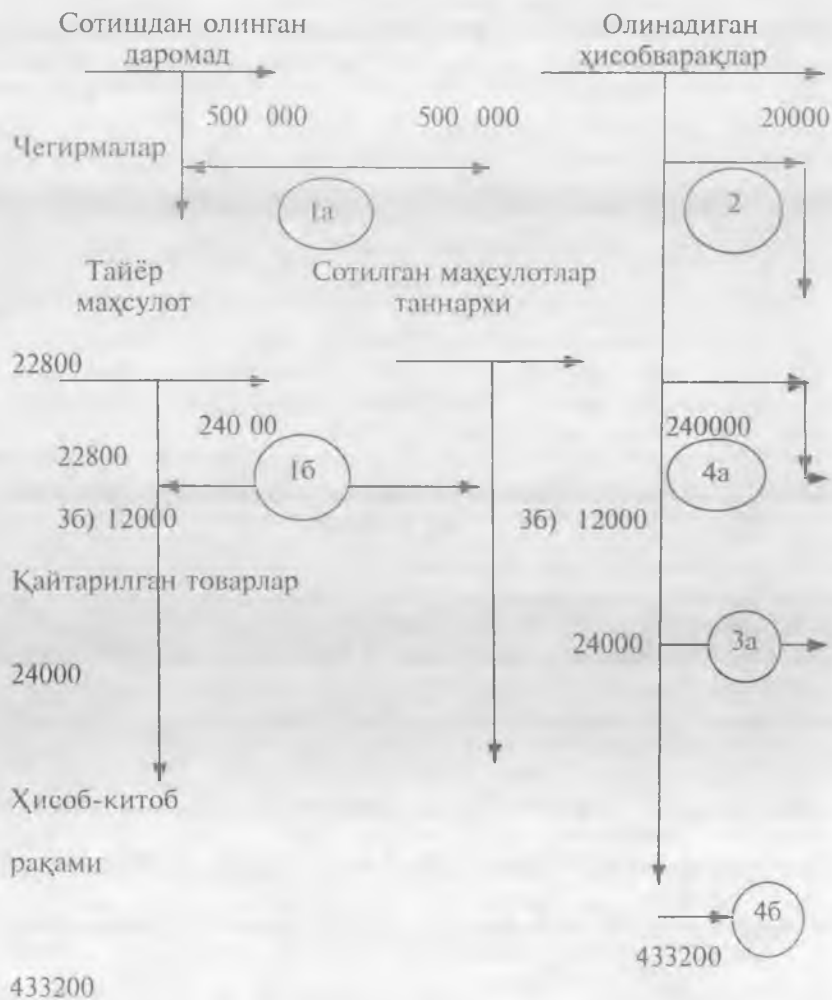 Сотишдан олинган
даромад
Олинадиган
ҳисобварақлар
500 000
500 000
20000
Чегирмалар
1а
2
Тайёр
маҳсулот
Сотилган маҳсулотлар
таннархи
22800
240 00
240000
22800
1б
4а
3б) 12000
3б) 12000
Қайтарилган товарлар
24000
3а
24000
Ҳисоб-китоб
рақами
4б
433200
433200